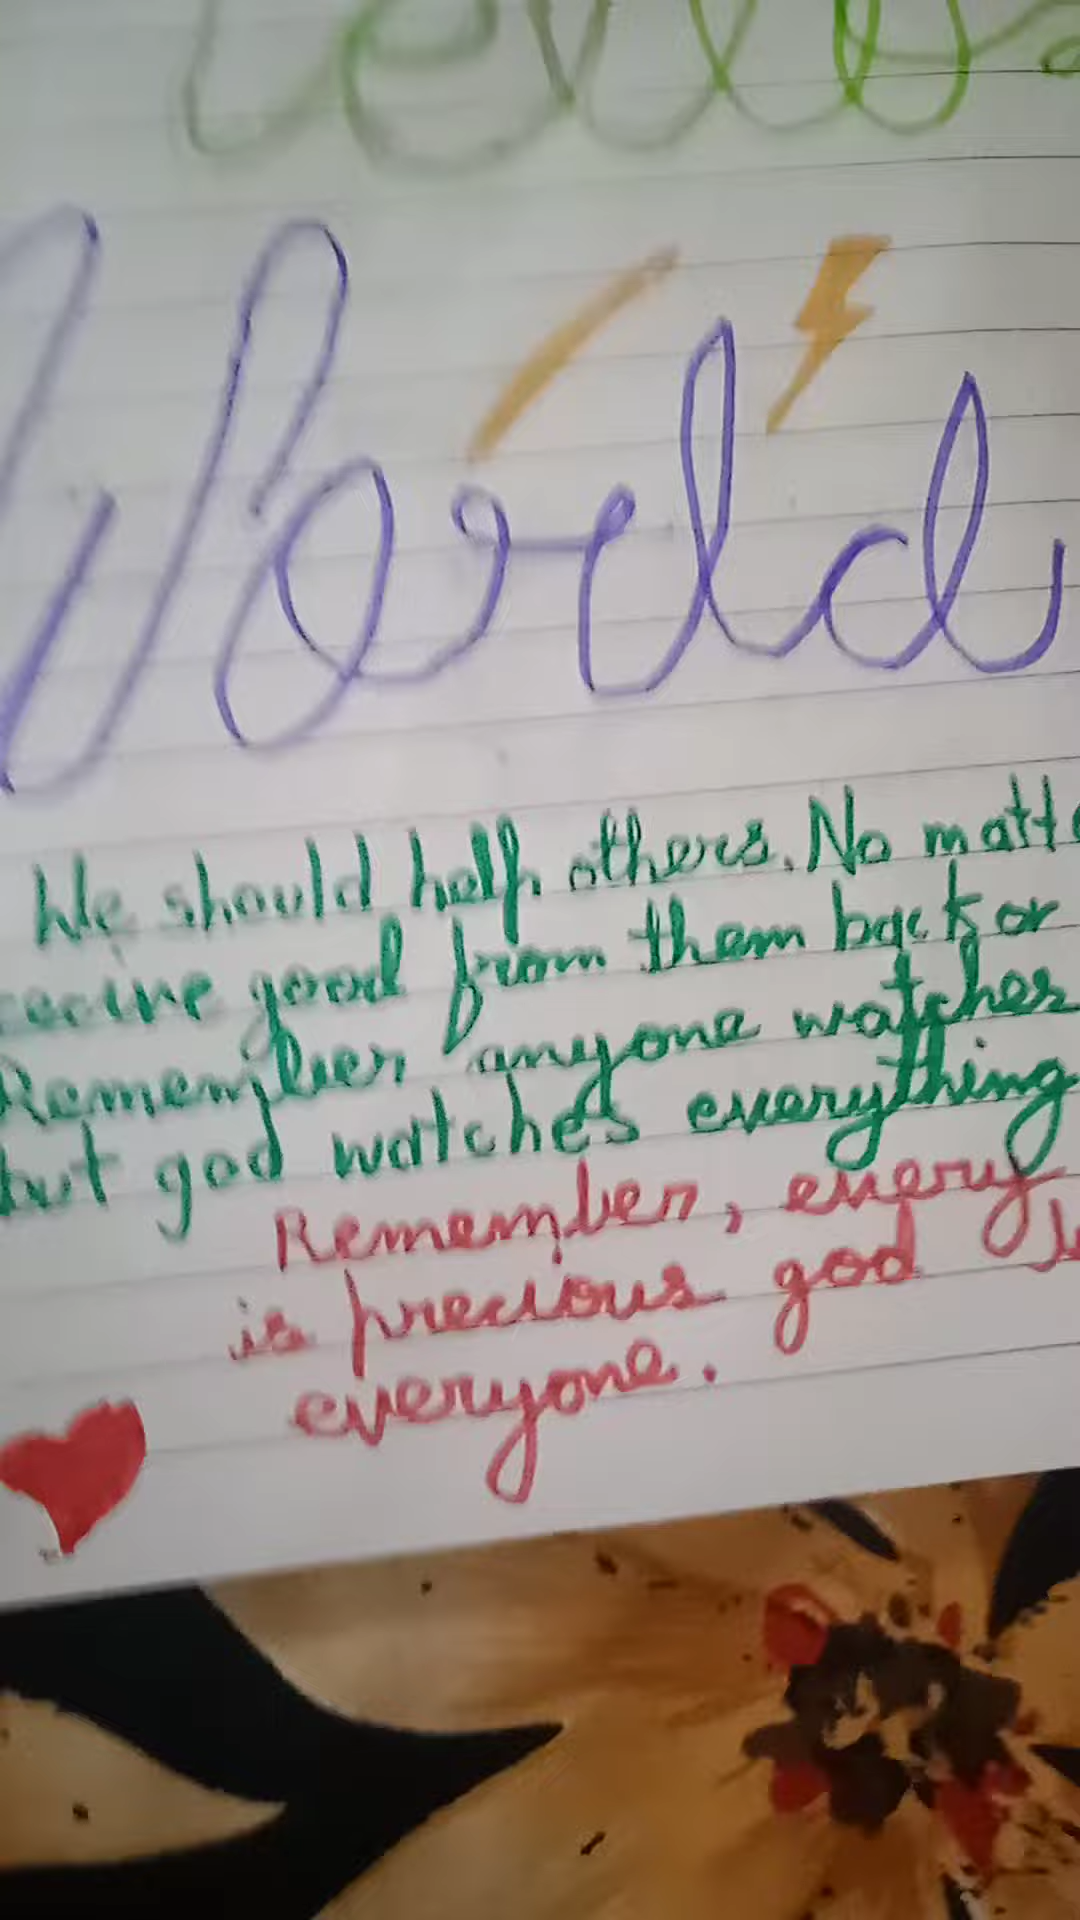 World
We should help others. No matte
good from them back or
Remember anyone watches
but god watches everything
Remember, every
is precious god
everyone.